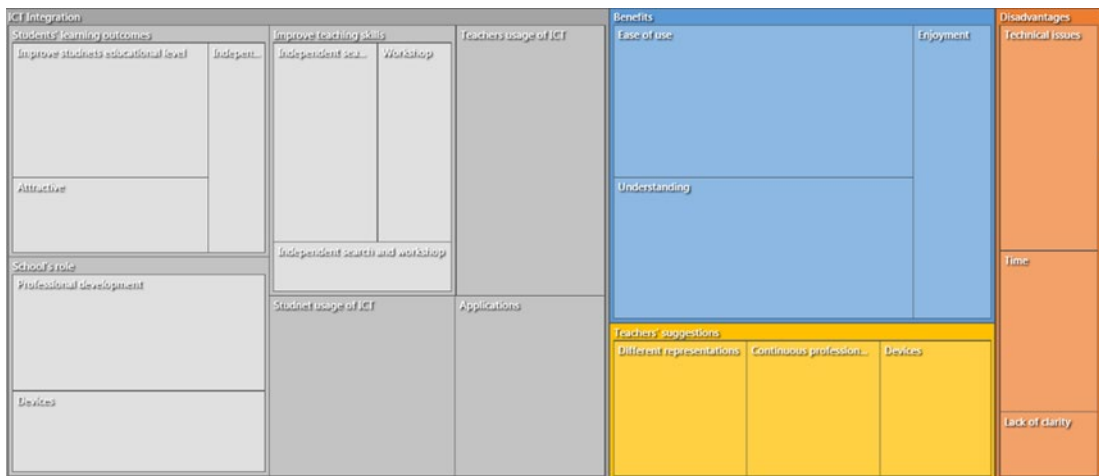 ICT Integration
Students' learning outcomes
Improve studnets educational level
Independ...
Attractive
School's role
Professional development
Devices
Improve teaching skills
Independent sea...
Workshop
Independent search and workshop
Teachers usage of ICT
Studnet usage of ICT
Applications
Benefits
Ease of use
Enjoyment
Understanding
Teachers' suggestions
Different representations
Continuous profession...
Devices
Disadvantages
Technical issues
Time
Lack of clarity